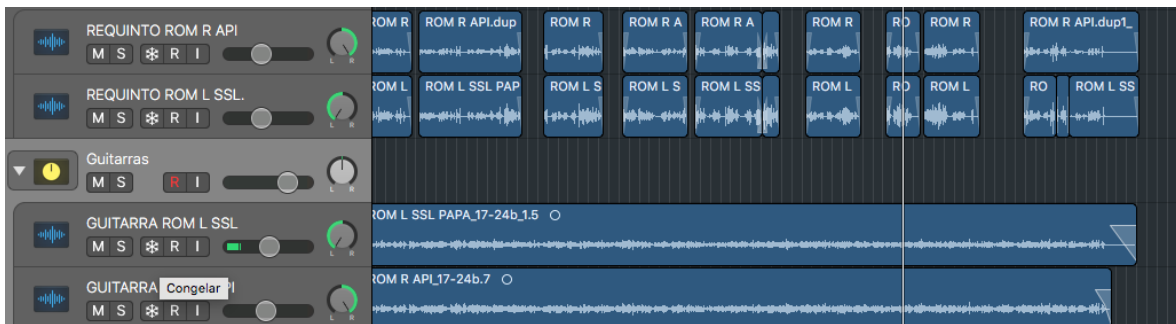 REQUINTO ROM R API
M S R I
L R
ROM R
ROM R API.dup
ROM R
ROM R A
ROM R A
ROM R
RO
ROM R
ROM R API.dup1_
REQUINTO ROM L SSL.
M S R I
L R
ROM L
ROM L SSL PAP
ROM L S
ROM L S
ROM L SS
ROM L
RO
ROM L
RO
ROM L SS
Guitarras
M S R I
L R
GUITARRA ROM L SSL
M S R I
L R
ROM L SSL PAPA_17-24b_1.5
GUITARRA
Congelar
PI
M S R I
L R
ROM R API_17-24b.7